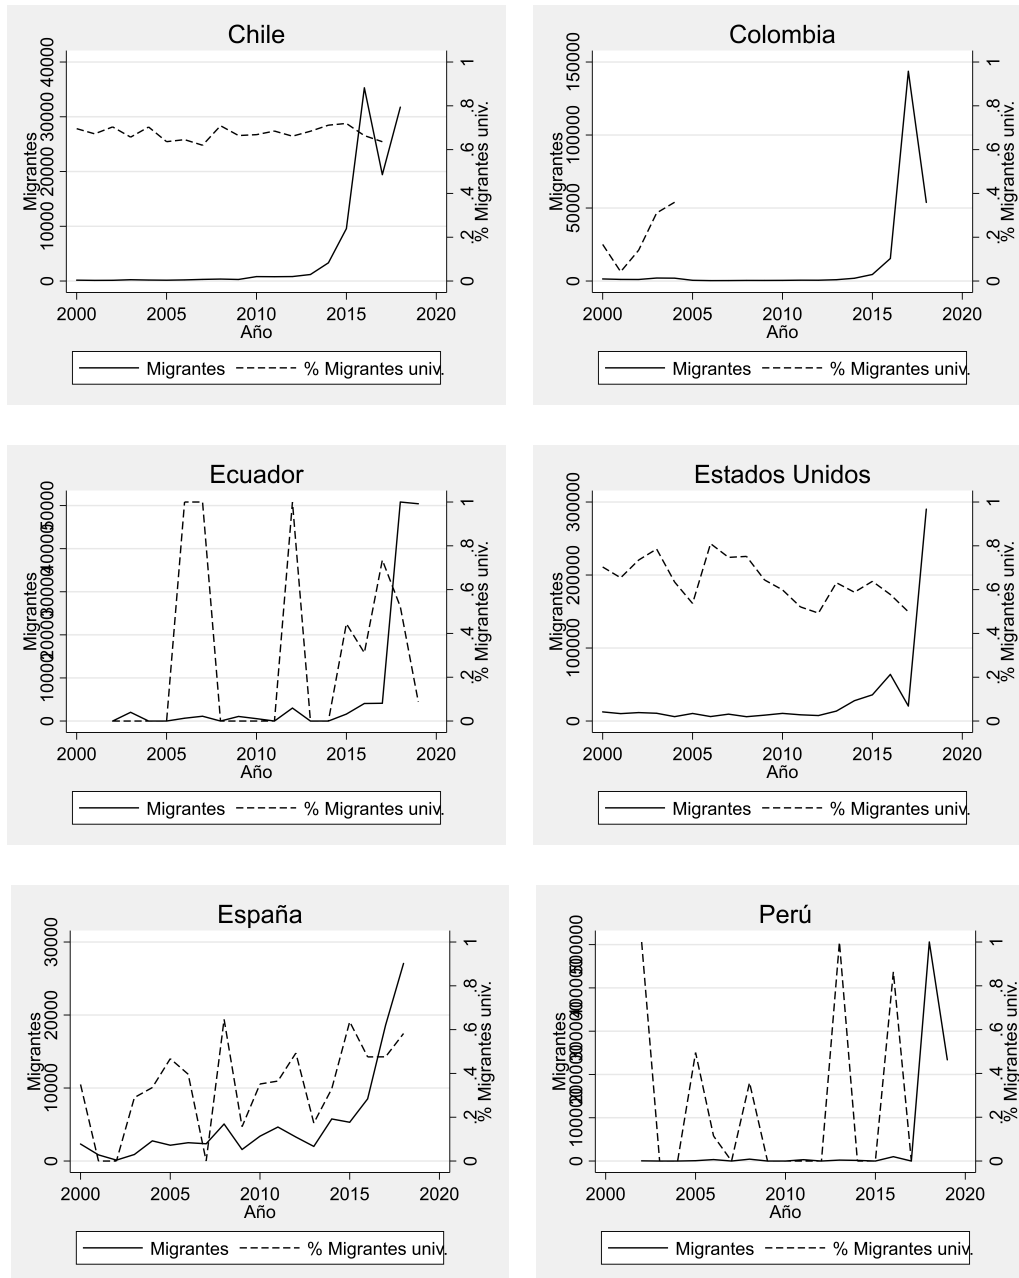 Chile
Migrantes
0 10000 20000 30000 40000
0 .2 .4 .6 .8 1
% Migrantes univ.
2000 2005 2010 2015 2020
Año
Migrantes % Migrantes univ.
Colombia
Migrantes
0 50000 100000 150000
0 .2 .4 .6 .8 1
% Migrantes univ.
2000 2005 2010 2015 2020
Año
Migrantes % Migrantes univ.
Ecuador
Migrantes
0 10000 20000 30000 40000 50000
0 .2 .4 .6 .8 1
% Migrantes univ.
2000 2005 2010 2015 2020
Año
Migrantes % Migrantes univ.
Estados Unidos
Migrantes
0 100000 200000 300000
0 .2 .4 .6 .8 1
% Migrantes univ.
2000 2005 2010 2015 2020
Año
Migrantes % Migrantes univ.
España
Migrantes
0 10000 20000 30000
0 .2 .4 .6 .8 1
% Migrantes univ.
2000 2005 2010 2015 2020
Año
Migrantes % Migrantes univ.
Perú
Migrantes
0
0 .2 .4 .6 .8 1
% Migrantes univ.
2000 2005 2010 2015 2020
Año
Migrantes % Migrantes univ.